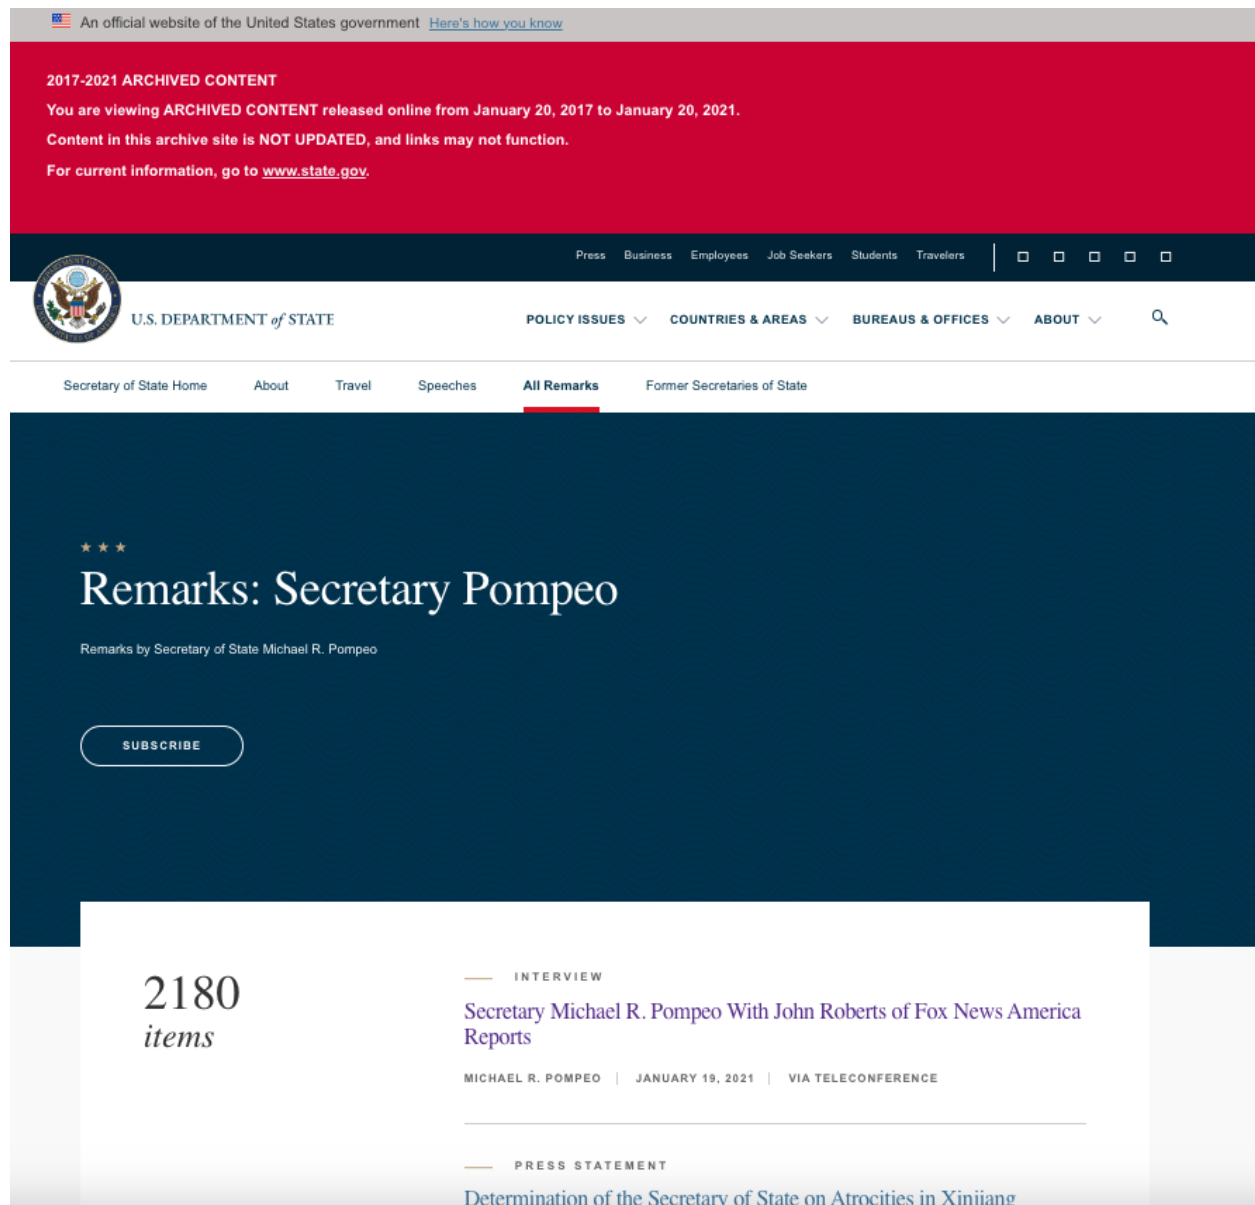 An official website of the United States government Here's how you know
2017-2021 ARCHIVED CONTENT
You are viewing ARCHIVED CONTENT released online from January 20, 2017 to January 20, 2021.
Content in this archive site is NOT UPDATED, and links may not function.
For current information, go to www.state.gov.
Press Business Employees Job Seekers Students Travelers
U.S. DEPARTMENT of STATE
POLICY ISSUES COUNTRIES & AREAS BUREAUS & OFFICES ABOUT
Secretary of State Home About Travel Speeches All Remarks Former Secretaries of State
Remarks: Secretary Pompeo
Remarks by Secretary of State Michael R. Pompeo
SUBSCRIBE
2180
items
INTERVIEW
Secretary Michael R. Pompeo With John Roberts of Fox News America
Reports
MICHAEL R. POMPEO | JANUARY 19, 2021 | VIA TELECONFERENCE
PRESS STATEMENT
Determination of the Secretary of State on Atrocities in Xinjiang